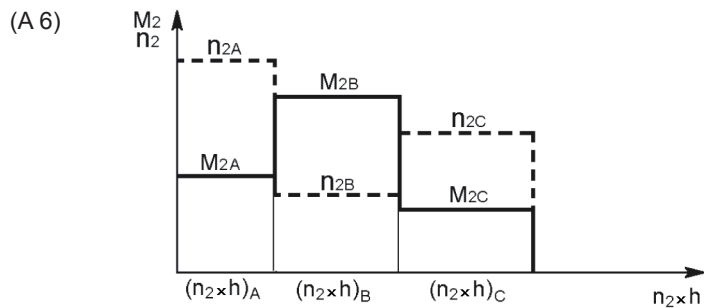 (A 6)
M2
n2
n2A
M2B
n2C
M2A
n2B
M2C
(n2×h)A
(n2×h)B
(n2×h)C
n2×h